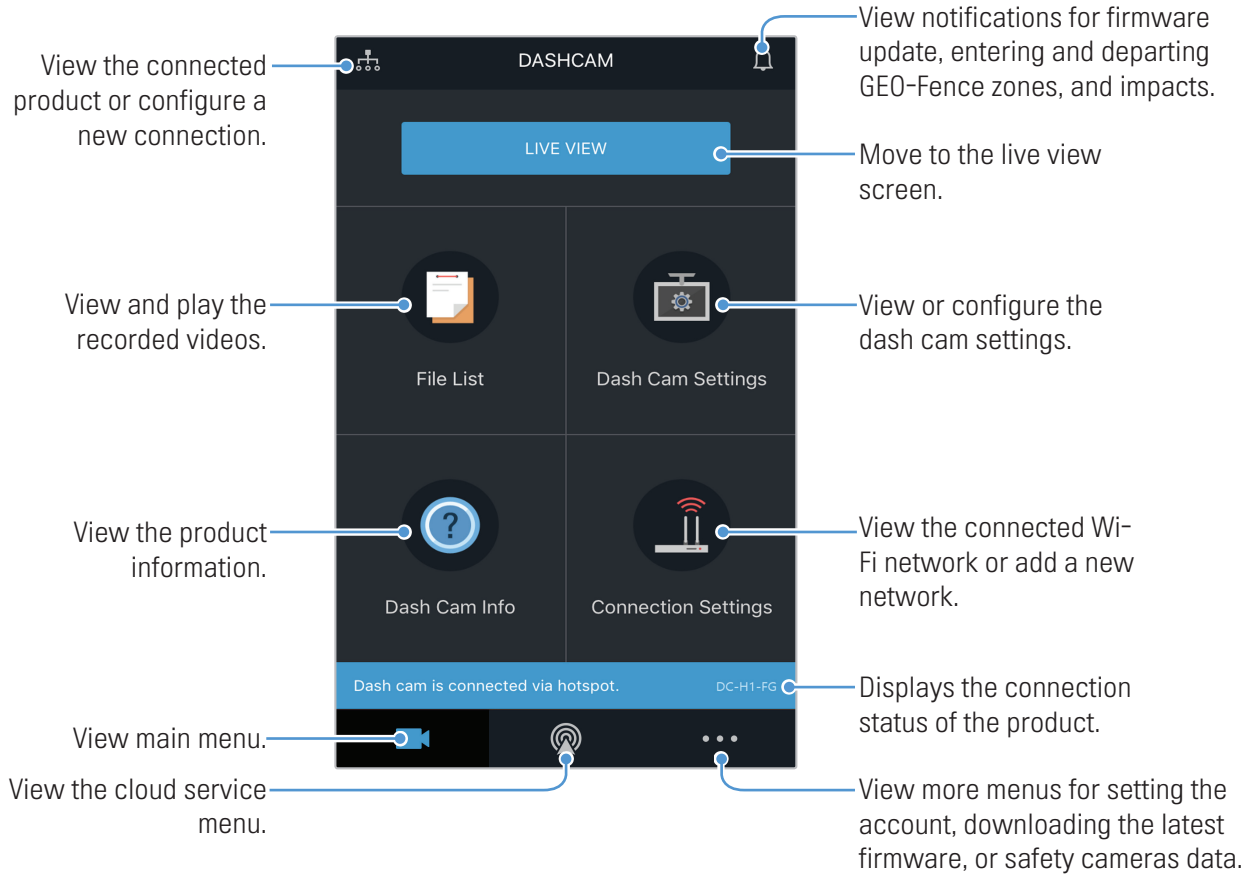 View notifications for firmware
update, entering and departing
GEO-Fence zones, and impacts.
View the connected
product or configure a
new connection.
DASHCAM
LIVE VIEW
Move to the live view
screen.
View and play the
recorded videos.
File List
Dash Cam Settings
View or configure the
dash cam settings.
View the product
information.
Dash Cam Info
Connection Settings
View the connected Wi-
Fi network or add a new
network.
Dash cam is connected via hotspot.
DC-H1-FG
Displays the connection
status of the product.
View main menu.
View the cloud service
menu.
View more menus for setting the
account, downloading the latest
firmware, or safety cameras data.